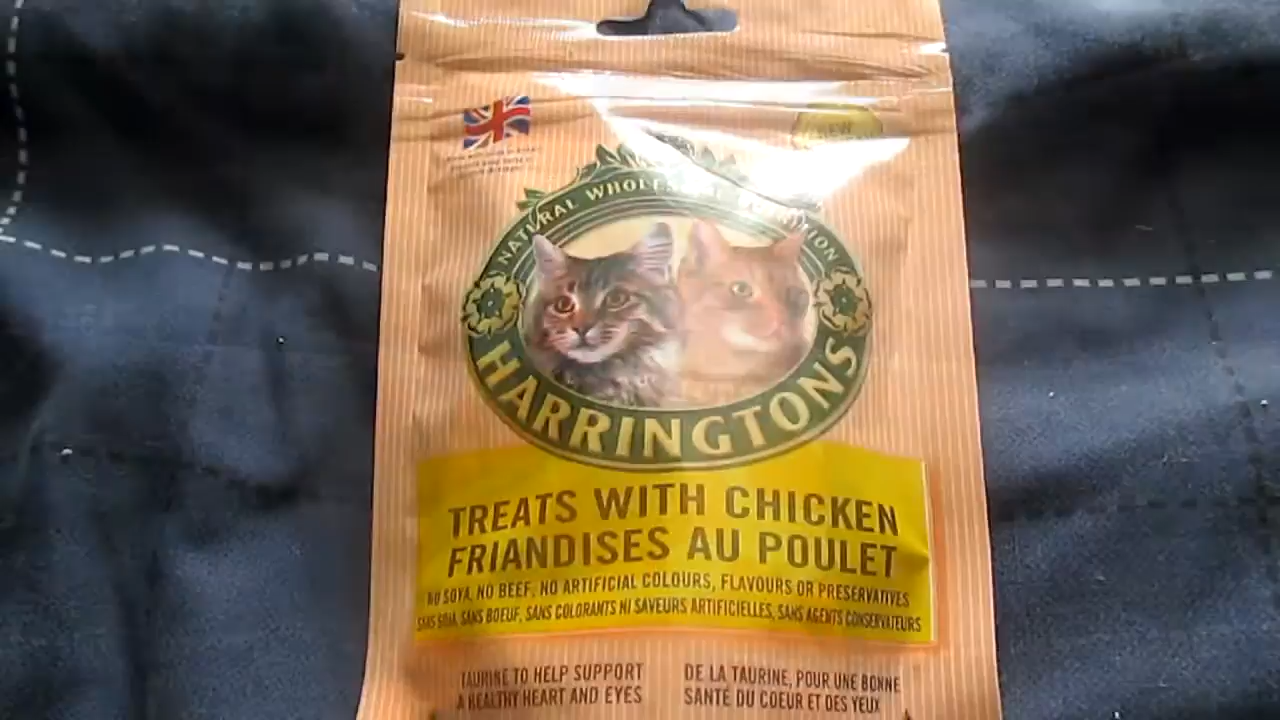 NEW
NATURAL
HARRINGTONS
TREATS WITH CHICKEN
FRIANDISES AU POULET
NO SOYA, NO BEEF, NO ARTIFICIAL COLOURS, FLAVOURS OR PRESERVATIVES
SANS SOJA, SANS BOEUF, SANS COLORANTS NI SAVEURS ARTIFICIELLES, SANS AGENTS CONSERVATEURS
TAURINE TO HELP SUPPORT
A HEALTHY HEART AND EYES
DE LA TAURINE, POUR UNE BONNE
SANTÉ DU COEUR ET DES YEUX